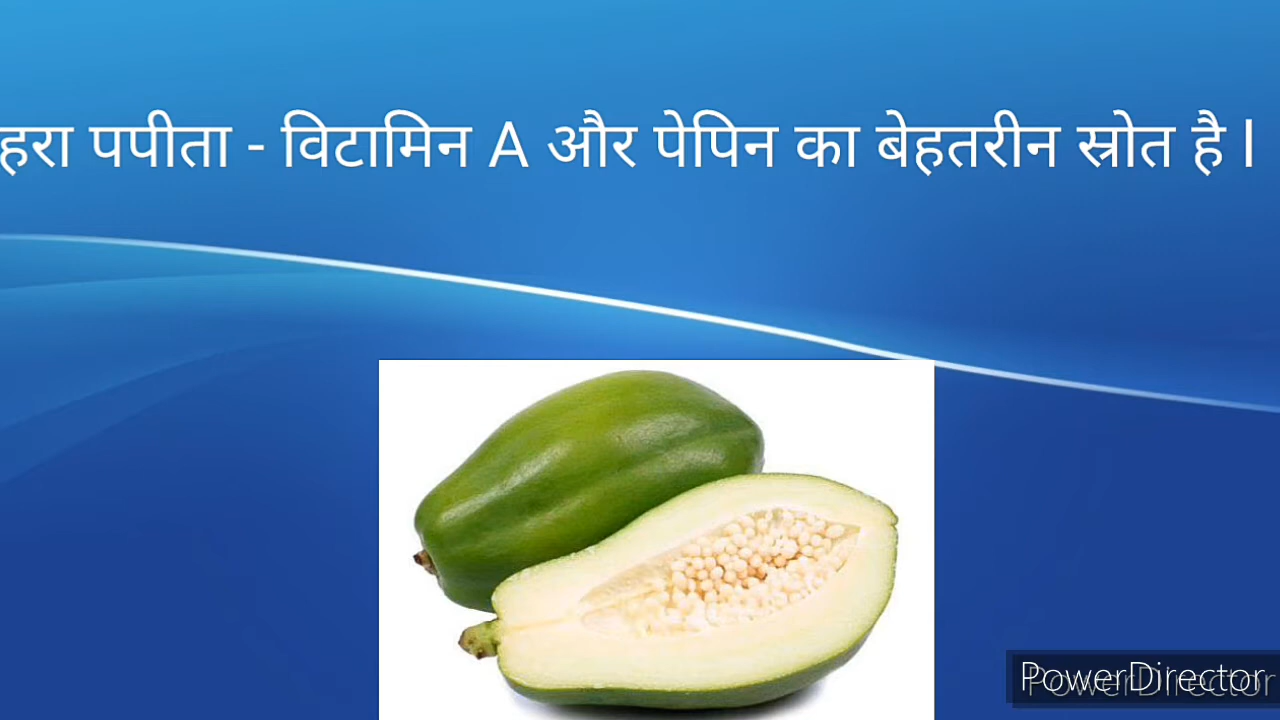 हरा पपीता - विटामिन A और पेपिन का बेहतरीन स्रोत है l
PowerDirector